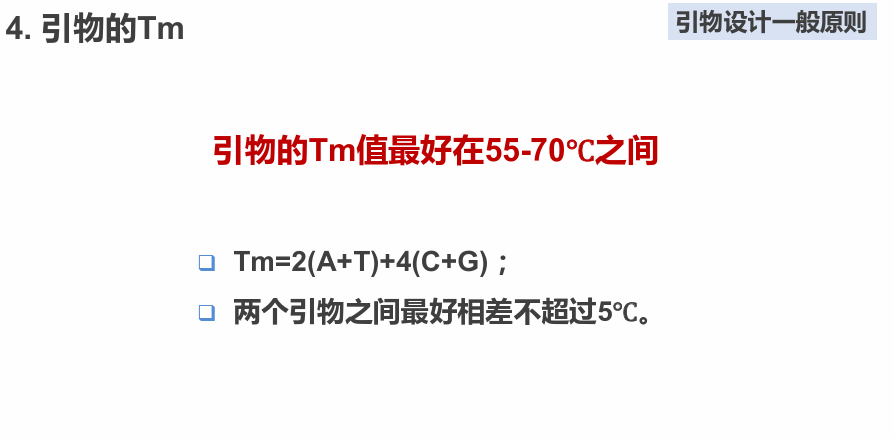 4. 引物的Tm
引物设计一般原则
引物的Tm值最好在55-70℃之间
❑ Tm=2(A+T)+4(C+G)；
❑ 两个引物之间最好相差不超过5℃。